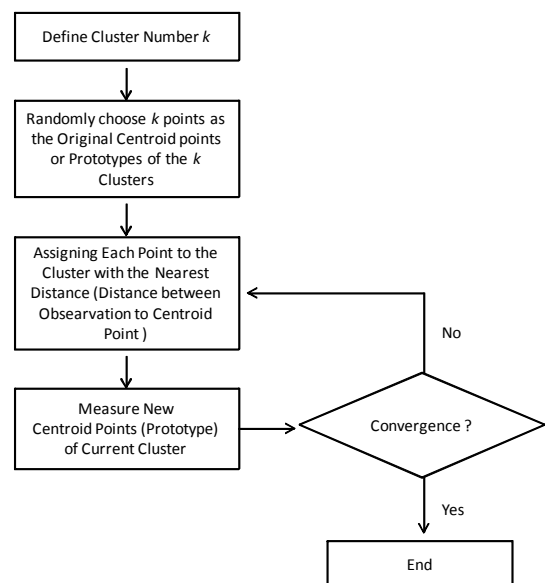 Define Cluster Number k
Randomly choose k points as
the Original Centroid points
or Prototypes of the k
Clusters
Assigning Each Point to the
Cluster with the Nearest
Distance (Distance between
Obsearvation to Centroid
Point )
No
Measure New
Centroid Points (Prototype)
of Current Cluster
Convergence ?
Yes
End